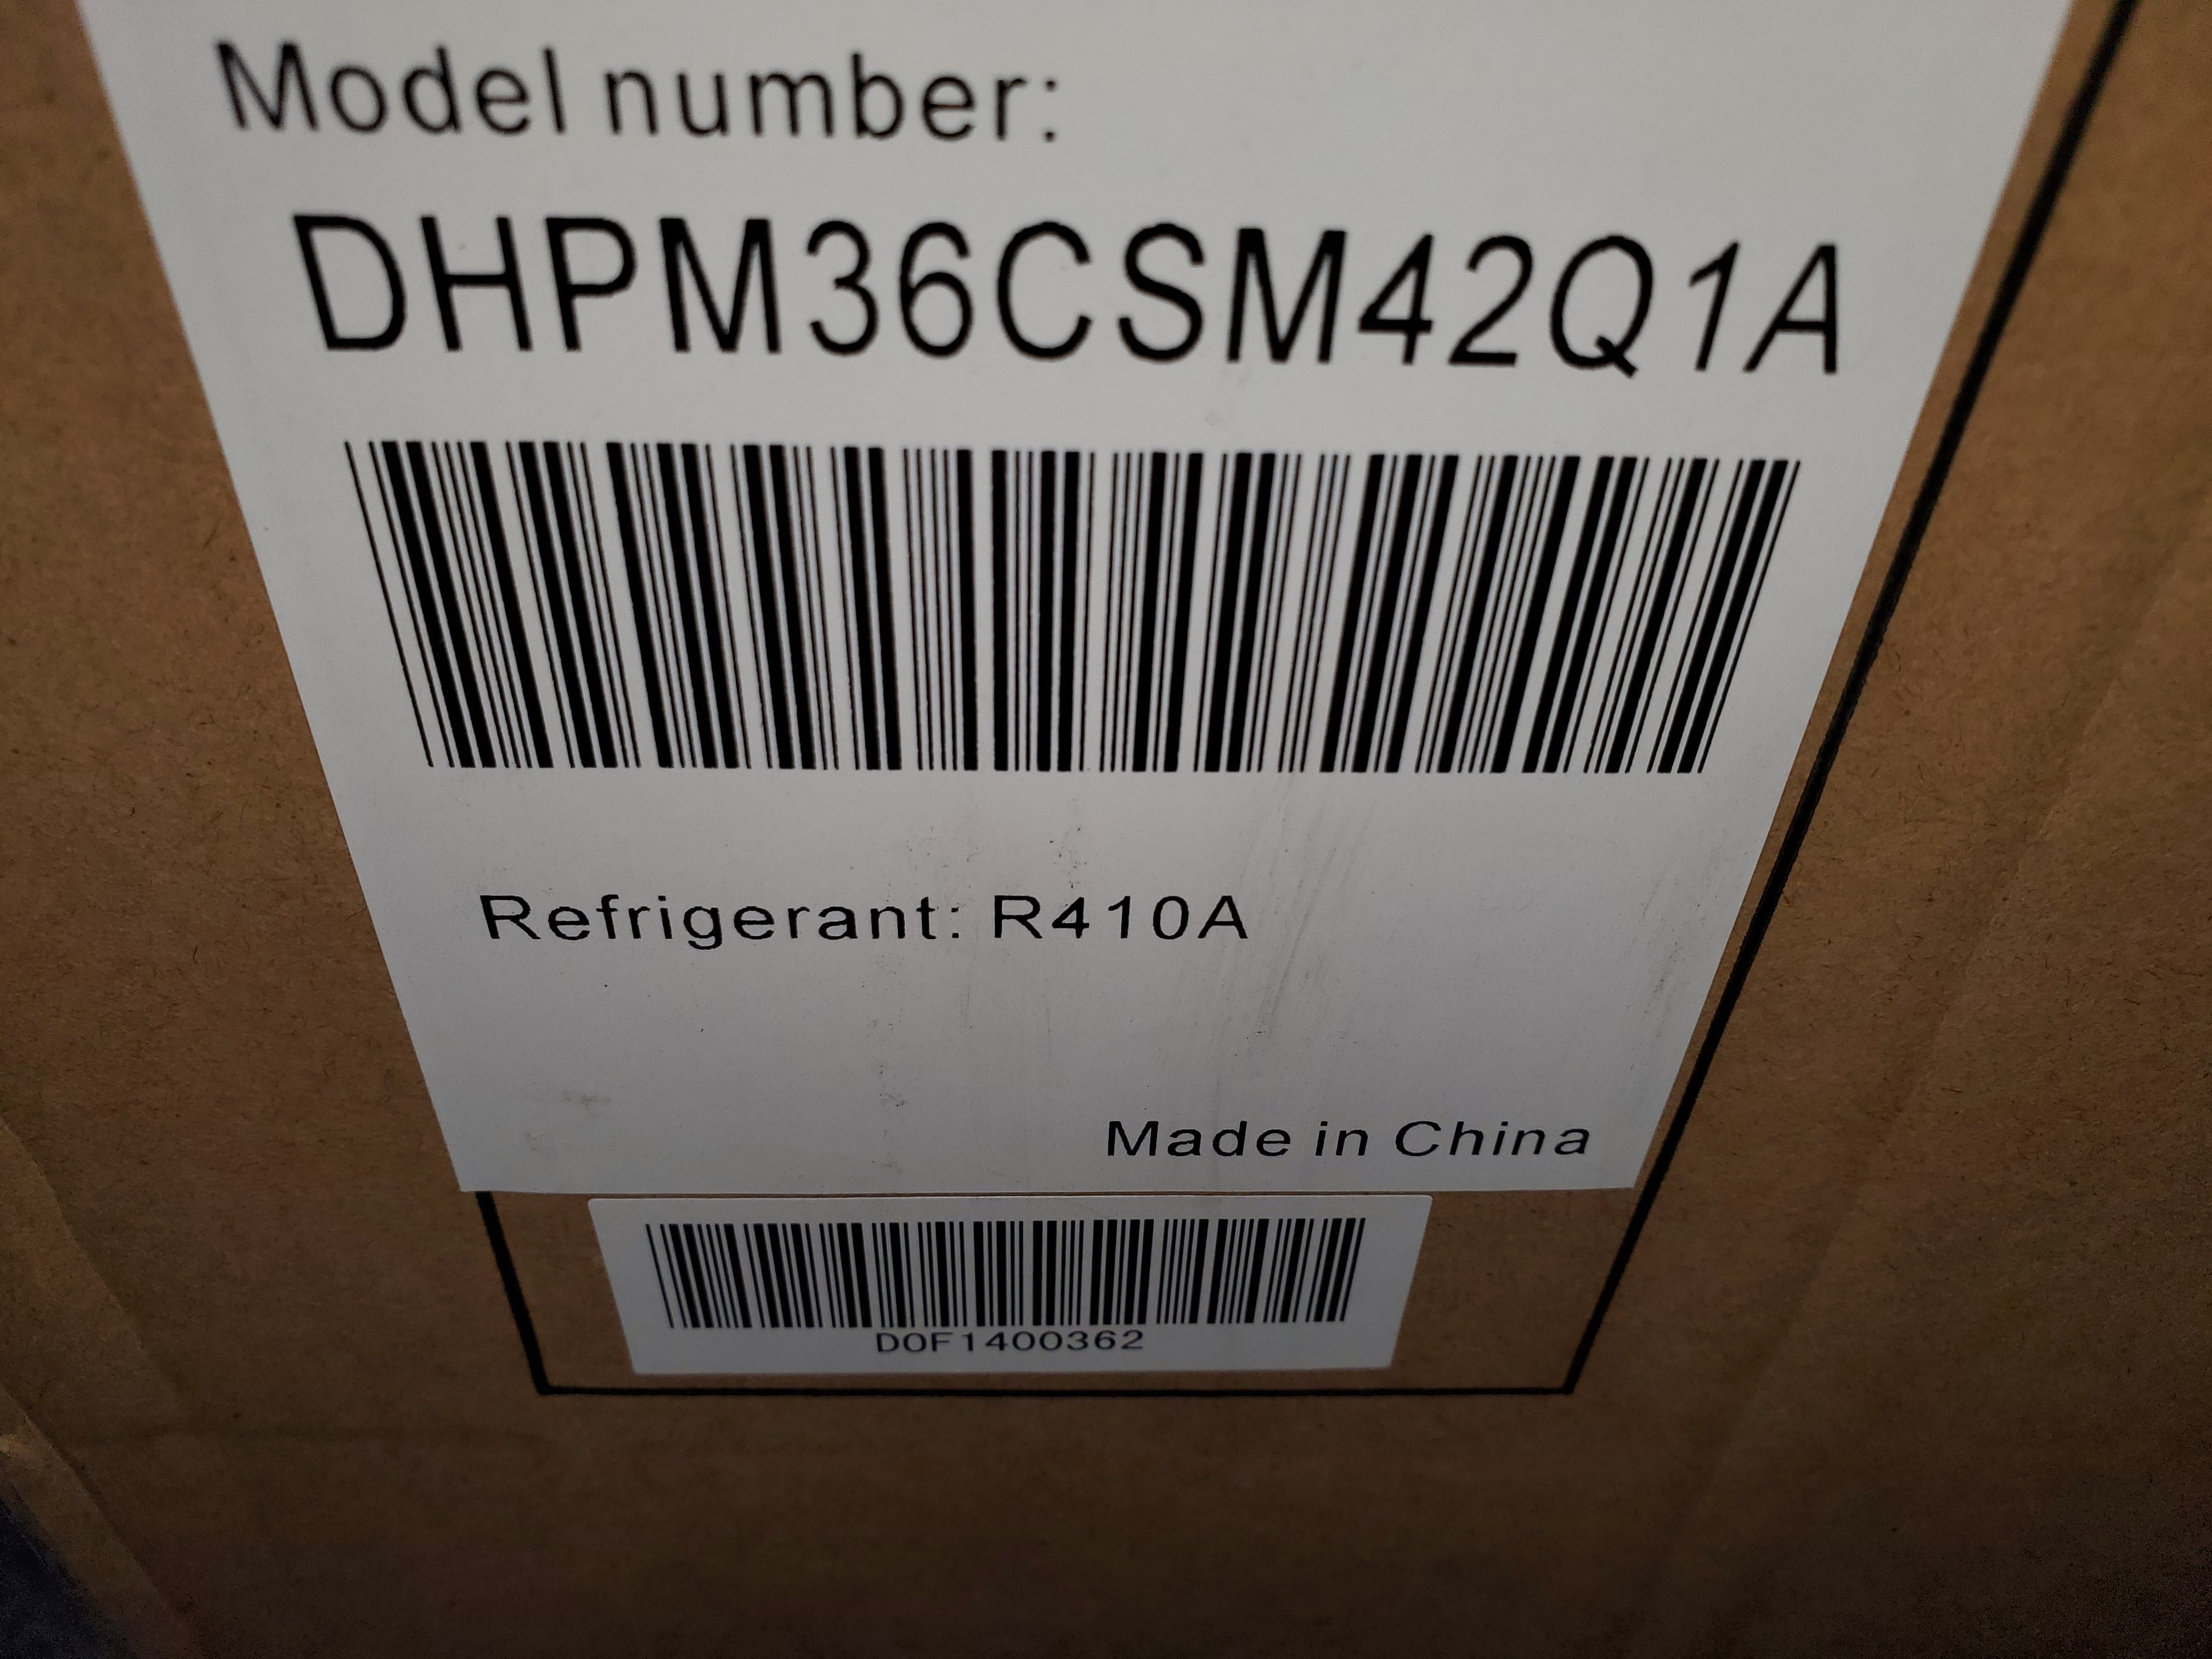 Model number:
DHPM36CSM42Q1A
Refrigerant: R410A
Made in China
D0F1400362